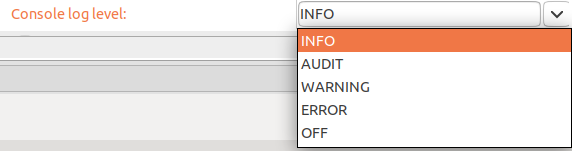 Console log level: INFO
INFO
AUDIT
WARNING
ERROR
OFF